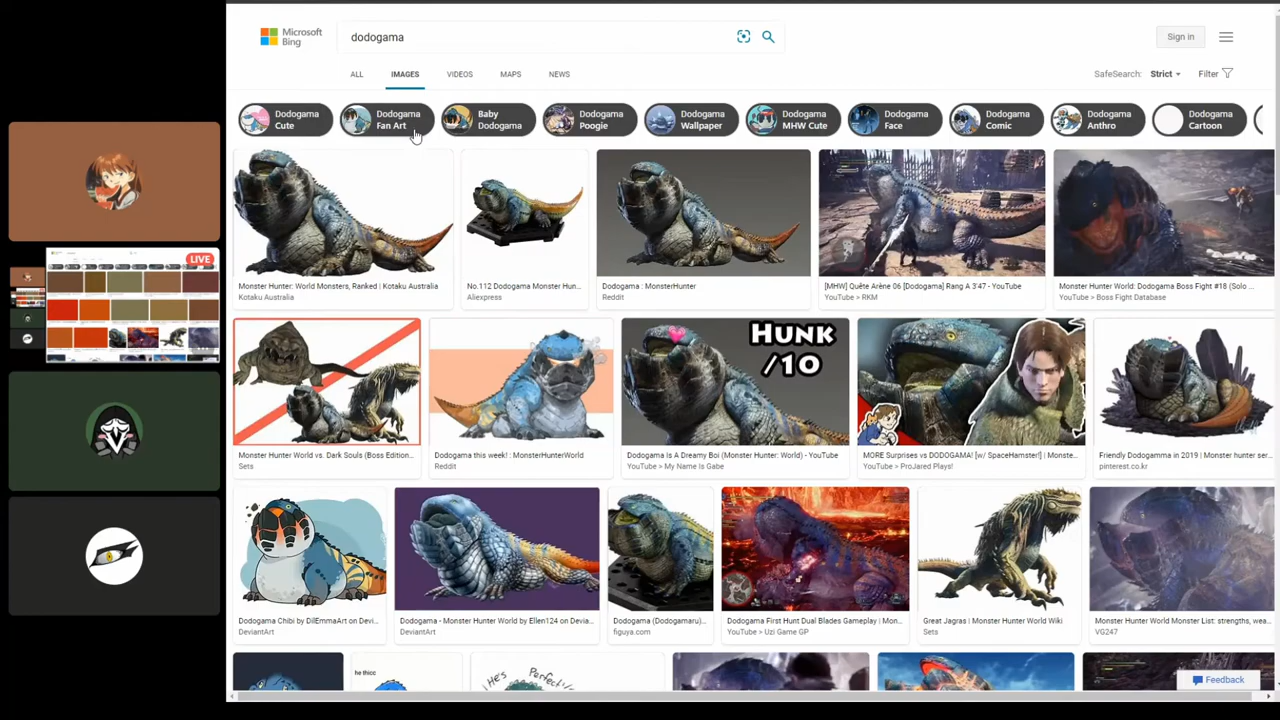 Microsoft
Bing
dodogama
Sign in
ALL
IMAGES
VIDEOS
MAPS
NEWS
SafeSearch: Strict
Filter
Dodogama
Cute
Dodogama
Fan Art
Baby
Dodogama
Dodogama
Poogie
Dodogama
Wallpaper
Dodogama
MHW Cute
Dodogama
Face
Dodogama
Comic
Dodogama
Anthro
Dodogama
Cartoon
LIVE
Monster Hunter: World Monsters, Ranked | Kotaku Australia
Kotaku Australia
No.112 Dodogama Monster Hun...
Aliexpress
Dodogama : MonsterHunter
Reddit
[MHW] Quête Arène 06 [Dodogama] Rang A 3'47 - YouTube
YouTube > RKM
Monster Hunter: World: Dodogama Boss Fight #18 (Solo ...
YouTube > Boss Fight Database
HUNK
/10
Monster Hunter World vs. Dark Souls (Boss Edition...
Sets
Dodogama this week! : MonsterHunterWorld
Reddit
Dodogama Is A Dreamy Boi (Monster Hunter: World) - YouTube
YouTube > My Name Is Gabe
MORE Surprises vs DODOGAMA! [w/ SpaceHamster!] | Monste...
YouTube > ProJared Plays!
Friendly Dodogamma in 2019 | Monster hunter ser...
pinterest.co.kr
Dodogama Chibi by DilEmmaArt on Devi...
DeviantArt
Dodogama - Monster Hunter World by Ellen124 on Devia...
DeviantArt
Dodogama (Dodogamaru)...
figuya.com
Dodogama First Hunt Dual Blades Gameplay | Mon...
YouTube > Uzi Game GP
Great Jagras | Monster Hunter World Wiki
Sets
Monster Hunter World Monster List: strengths, wea...
VG247
he thicc
He's Perfect!
Feedback